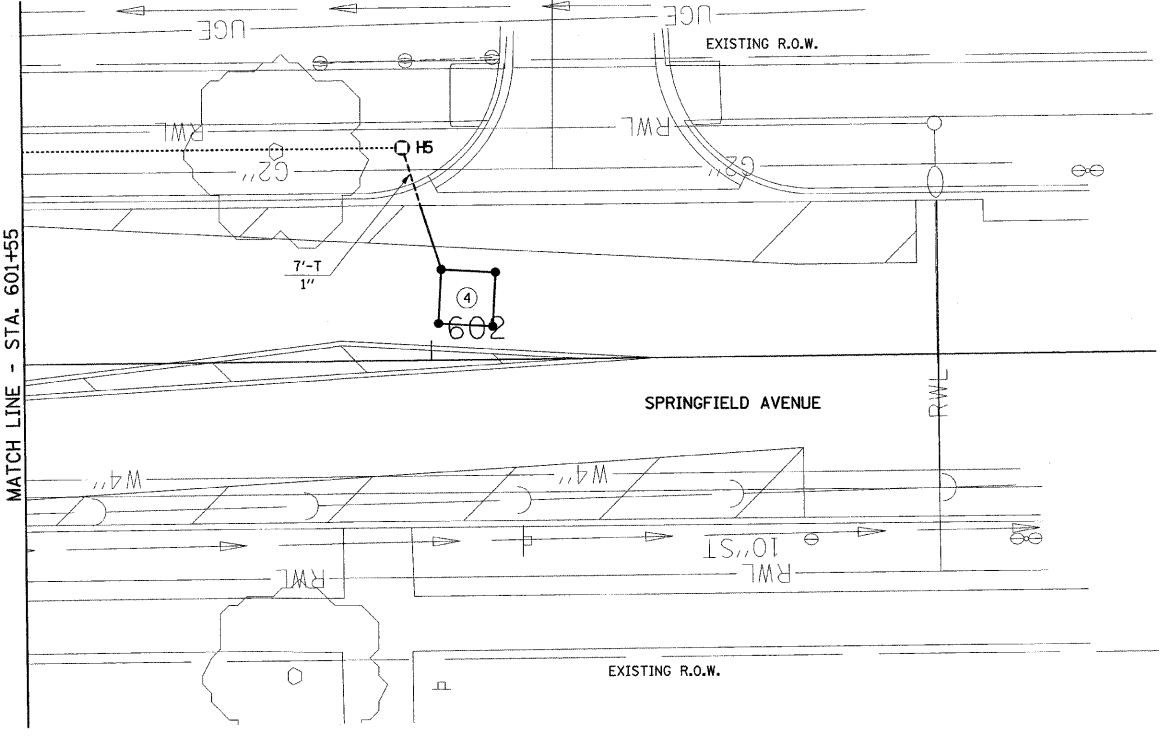 UGE
UGE
EXISTING R.O.W.
RWL
RWL
H5
G2"
G2"
7'-T
1"
4
602
MATCH LINE - STA. 601+55
SPRINGFIELD AVENUE
RWL
W4"
W4"
10"ST
RWL
RWL
EXISTING R.O.W.